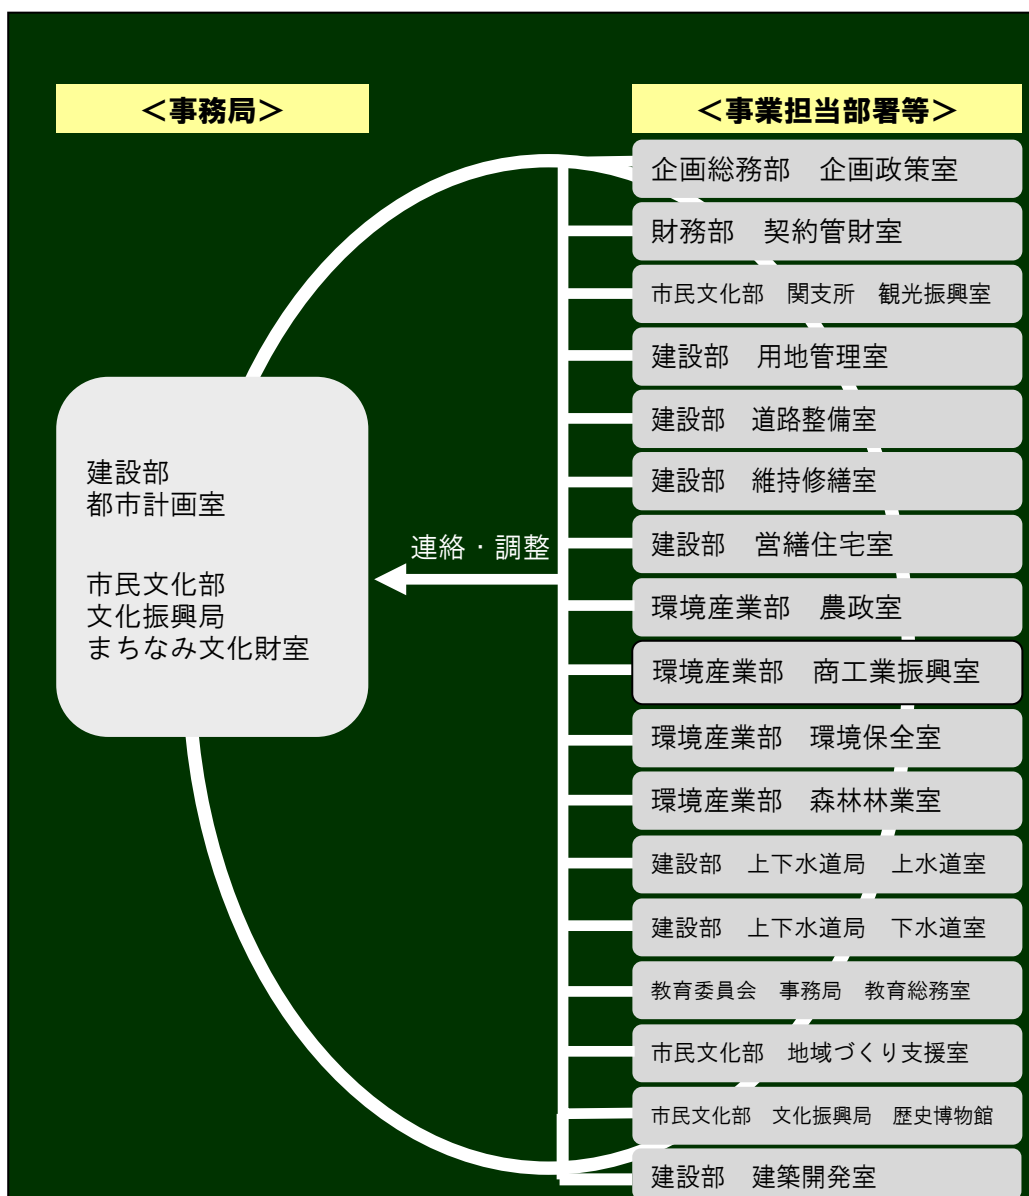 ＜事務局＞
建設部
都市計画室
市民文化部
文化振興局
まちなみ文化財室
連絡・調整
＜事業担当部署等＞
企画総務部　企画政策室
財務部　契約管財室
市民文化部　関支所　観光振興室
建設部　用地管理室
建設部　道路整備室
建設部　維持修繕室
建設部　営繕住宅室
環境産業部　農政室
環境産業部　商工業振興室
環境産業部　環境保全室
環境産業部　森林林業室
建設部　上下水道局　上水道室
建設部　上下水道局　下水道室
教育委員会　事務局　教育総務室
市民文化部　地域づくり支援室
市民文化部　文化振興局　歴史博物館
建設部　建築開発室